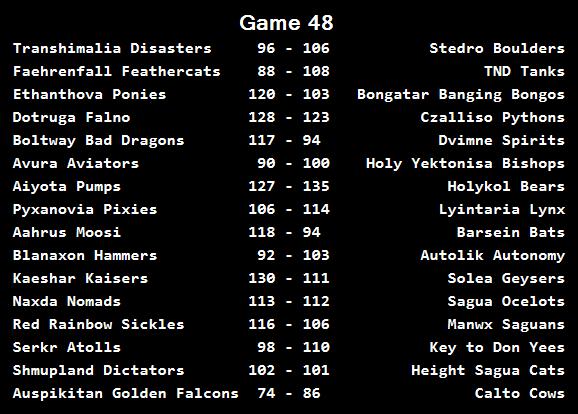 Game 48
Transhimalia Disasters 96 - 106 Stedro Boulders
Faehrenfall Feathercats 88 - 108 TND Tanks
Ethanthova Ponies 120 - 103 Bongatar Banging Bongos
Dotruga Falno 128 - 123 Czalliso Pythons
Boltway Bad Dragons 117 - 94 Dvimne Spirits
Avura Aviators 90 - 100 Holy Yektonisa Bishops
Aiyota Pumps 127 - 135 Holykol Bears
Pyxanovia Pixies 106 - 114 Lyintaria Lynx
Aahrus Moosi 118 - 94 Barsein Bats
Blanaxon Hammers 92 - 103 Autolik Autonomy
Kaeshar Kaisers 130 - 111 Solea Geysers
Naxda Nomads 113 - 112 Sagua Ocelots
Red Rainbow Sickles 116 - 106 Manwx Saguans
Serkr Atolls 98 - 110 Key to Don Yees
Shmupland Dictators 102 - 101 Height Sagua Cats
Auspikitan Golden Falcons 74 - 86 Calto Cows